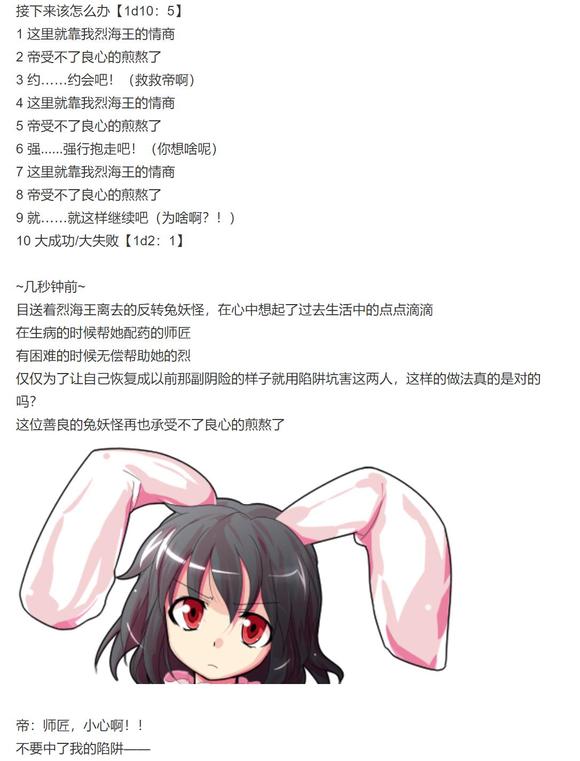 接下来该怎么办【1d10：5】
1 这里就靠我烈海王的情商
2 帝受不了良心的煎熬了
3 约……约会吧！（救救帝啊）
4 这里就靠我烈海王的情商
5 帝受不了良心的煎熬了
6 强......强行抱走吧！（你想啥呢）
7 这里就靠我烈海王的情商
8 帝受不了良心的煎熬了
9 就……就这样继续吧（为啥啊？！）
10 大成功/大失败【1d2：1】
~几秒钟前~
目送着烈海王离去的反转兔妖怪，在心中想起了过去生活中的点点滴滴
在生病的时候帮她配药的师匠
有困难的时候无偿帮助她的烈
仅仅为了让自己恢复成以前那副阴险的样子就用陷阱坑害这两人，这样的做法真的是对的
吗？
这位善良的兔妖怪再也承受不了良心的煎熬了
帝：师匠，小心啊！！
不要中了我的陷阱——